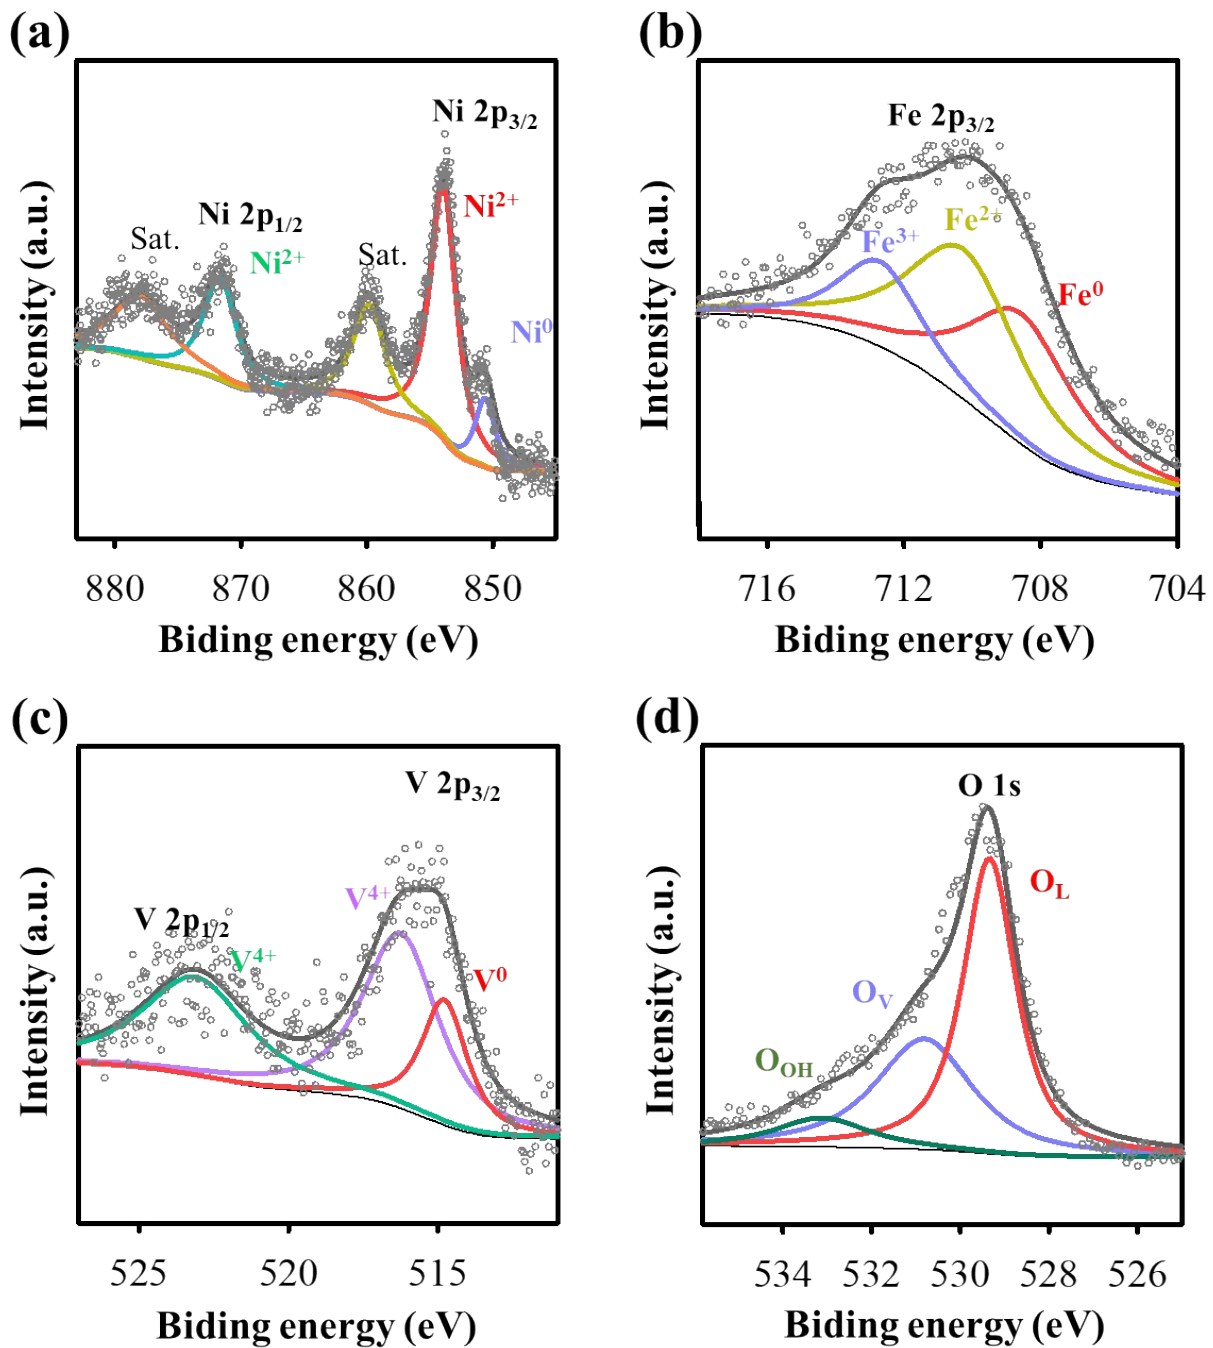 (a)
Ni 2p3/2
Ni2+
Ni 2p1/2
Sat.
Ni2+
Sat.
Ni0
Intensity (a.u.)
880 870 860 850
Biding energy (eV)
(b)
Fe 2p3/2
Fe3+
Fe2+
Fe0
Intensity (a.u.)
716 712 708 704
Biding energy (eV)
(c)
V 2p3/2
V4+
V 2p1/2
V4+
V0
Intensity (a.u.)
525 520 515
Biding energy (eV)
(d)
O 1s
OL
OV
OOH
Intensity (a.u.)
534 532 530 528 526
Biding energy (eV)